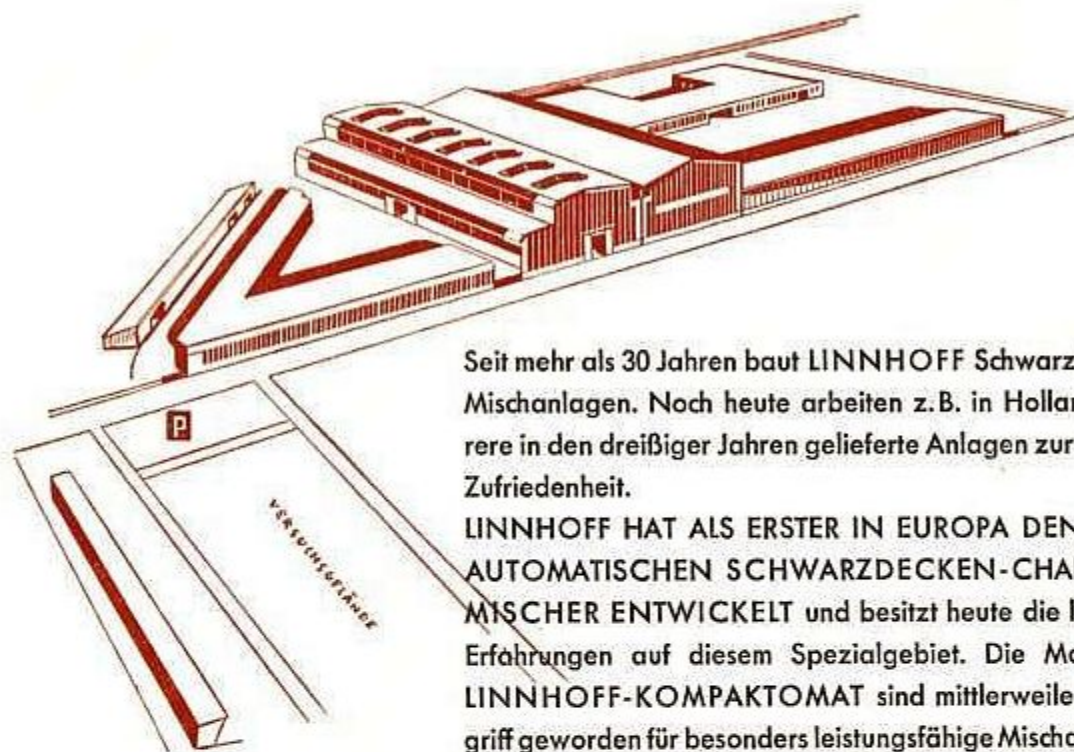 P
VERSUCHSGELÄNDE
Seit mehr als 30 Jahren baut LINNHOFF Schwarz
Mischanlagen. Noch heute arbeiten z.B. in Hollan
rere in den dreißiger Jahren gelieferte Anlagen zur
Zufriedenheit.
LINNHOFF HAT ALS ERSTER IN EUROPA DEN
AUTOMATISCHEN SCHWARZDECKEN-CHA
MISCHER ENTWICKELT und besitzt heute die
Erfahrungen auf diesem Spezialgebiet. Die Ma
LINNHOFF-KOMPAKTOMAT sind mittlerweile
griff geworden für besonders leistungsfähige Mischa